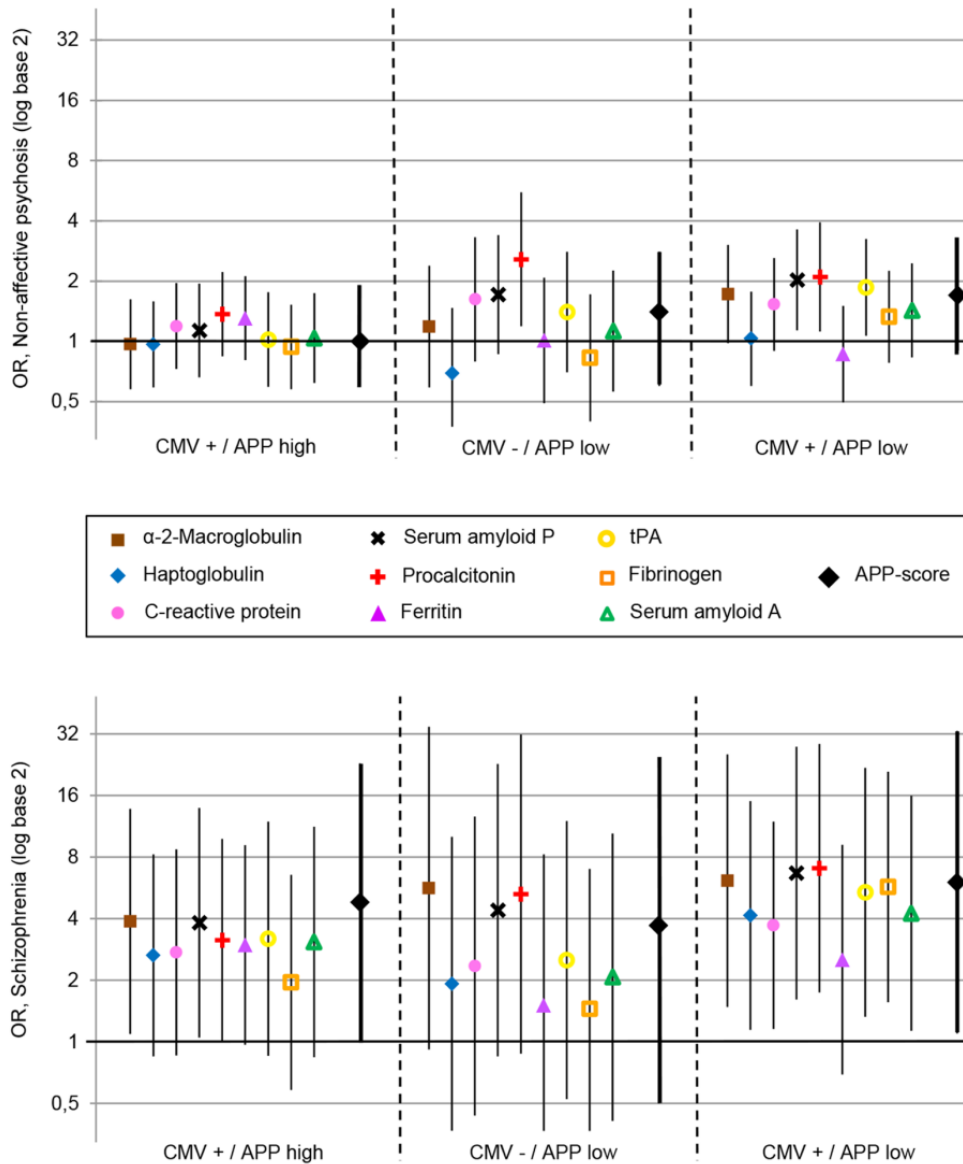 OR, Non-affective psychosis (log base 2)
32
16
8
4
2
1
0,5
CMV + / APP high CMV - / APP low CMV + / APP low
α-2-Macroglobulin Serum amyloid P tPA
Haptoglobulin Procalcitonin Fibrinogen APP-score
C-reactive protein Ferritin Serum amyloid A
OR, Schizophrenia (log base 2)
32
16
8
4
2
1
0,5
CMV + / APP high CMV - / APP low CMV + / APP low